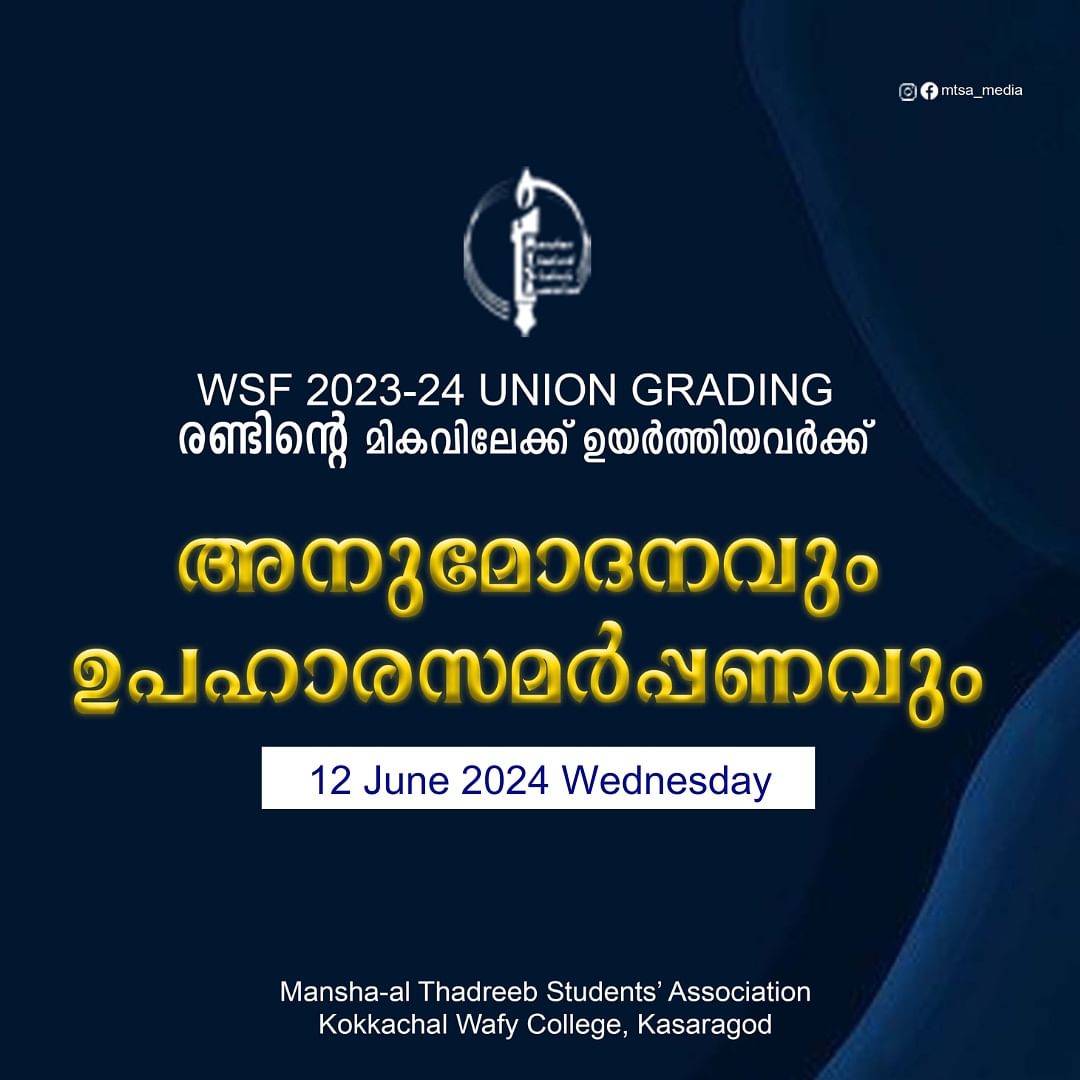 mtsa_media
WSF 2023-24 UNION GRADING
രണ്ടിന്റെ മികവിലേക്ക് ഉയർത്തിയവർക്ക്
അനുമോദനവും
ഉപഹാരസമർപ്പണവും
12 June 2024 Wednesday
Mansha-al Thadreeb Students’ Association
Kokkachal Wafy College, Kasaragod